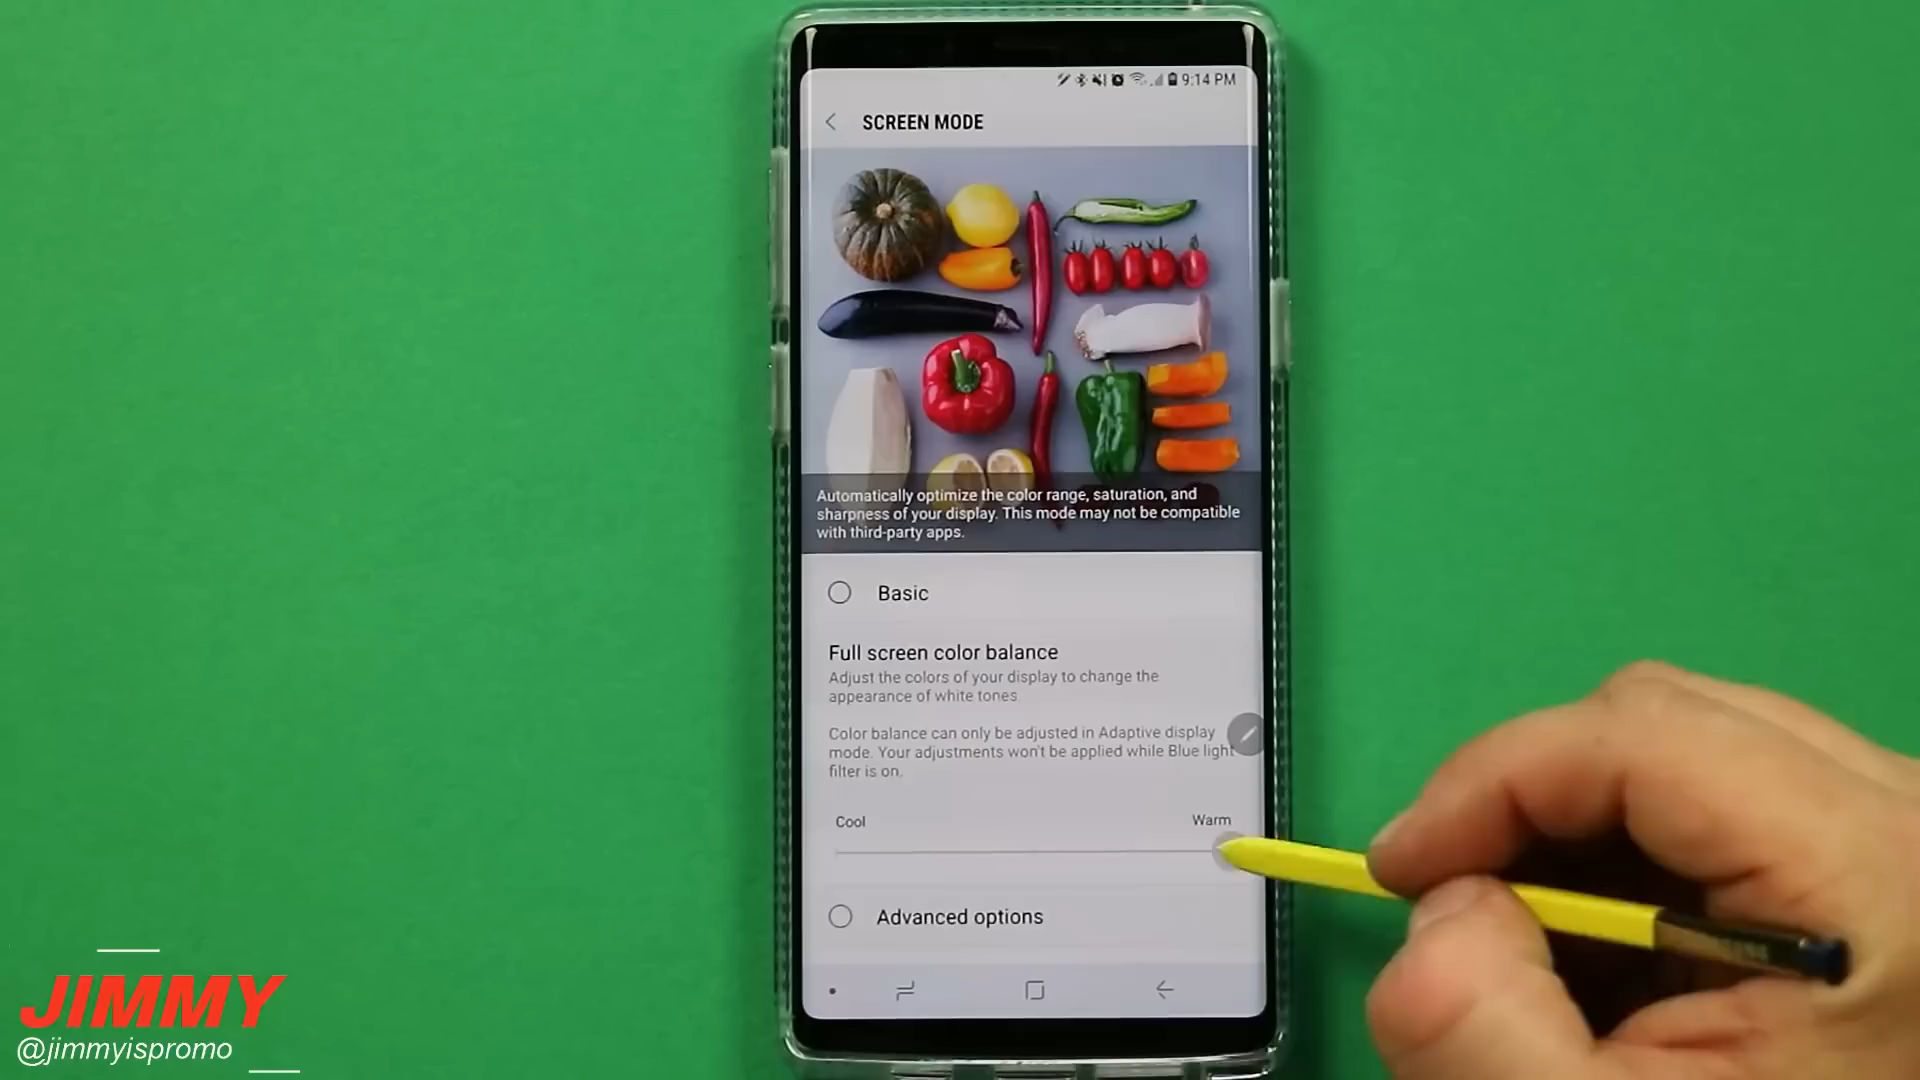 9:14 PM
SCREEN MODE
Automatically optimize the color range, saturation, and
sharpness of your display. This mode may not be compatible
with third-party apps.
Basic
Full screen color balance
Adjust the colors of your display to change the
appearance of white tones.
Color balance can only be adjusted in Adaptive display
mode. Your adjustments won't be applied while Blue light
filter is on.
Cool
Warm
Advanced options
JIMMY
@jimmyispromo